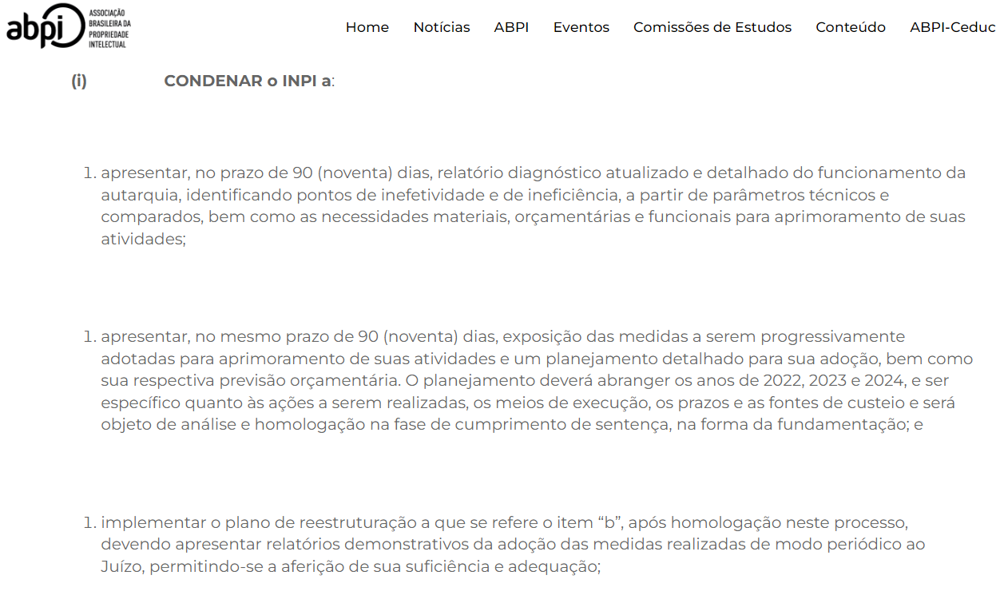 abpi
ASSOCIAÇÃO
BRASILEIRA DA
PROPRIEDADE
INTELECTUAL
Home Notícias ABPI Eventos Comissões de Estudos Conteúdo ABPI-Ceduc
(i) CONDENAR o INPI a:
1. apresentar, no prazo de 90 (noventa) dias, relatório diagnóstico atualizado e detalhado do funcionamento da
autarquia, identificando pontos de inefetividade e de ineficiência, a partir de parâmetros técnicos e
comparados, bem como as necessidades materiais, orçamentárias e funcionais para aprimoramento de suas
atividades;
1. apresentar, no mesmo prazo de 90 (noventa) dias, exposição das medidas a serem progressivamente
adotadas para aprimoramento de suas atividades e um planejamento detalhado para sua adoção, bem como
sua respectiva previsão orçamentária. O planejamento deverá abranger os anos de 2022, 2023 e 2024, e ser
específico quanto às ações a serem realizadas, os meios de execução, os prazos e as fontes de custeio e será
objeto de análise e homologação na fase de cumprimento de sentença, na forma da fundamentação; e
1. implementar o plano de reestruturação a que se refere o item “b”, após homologação neste processo,
devendo apresentar relatórios demonstrativos da adoção das medidas realizadas de modo periódico ao
Juízo, permitindo-se a aferição de sua suficiência e adequação;